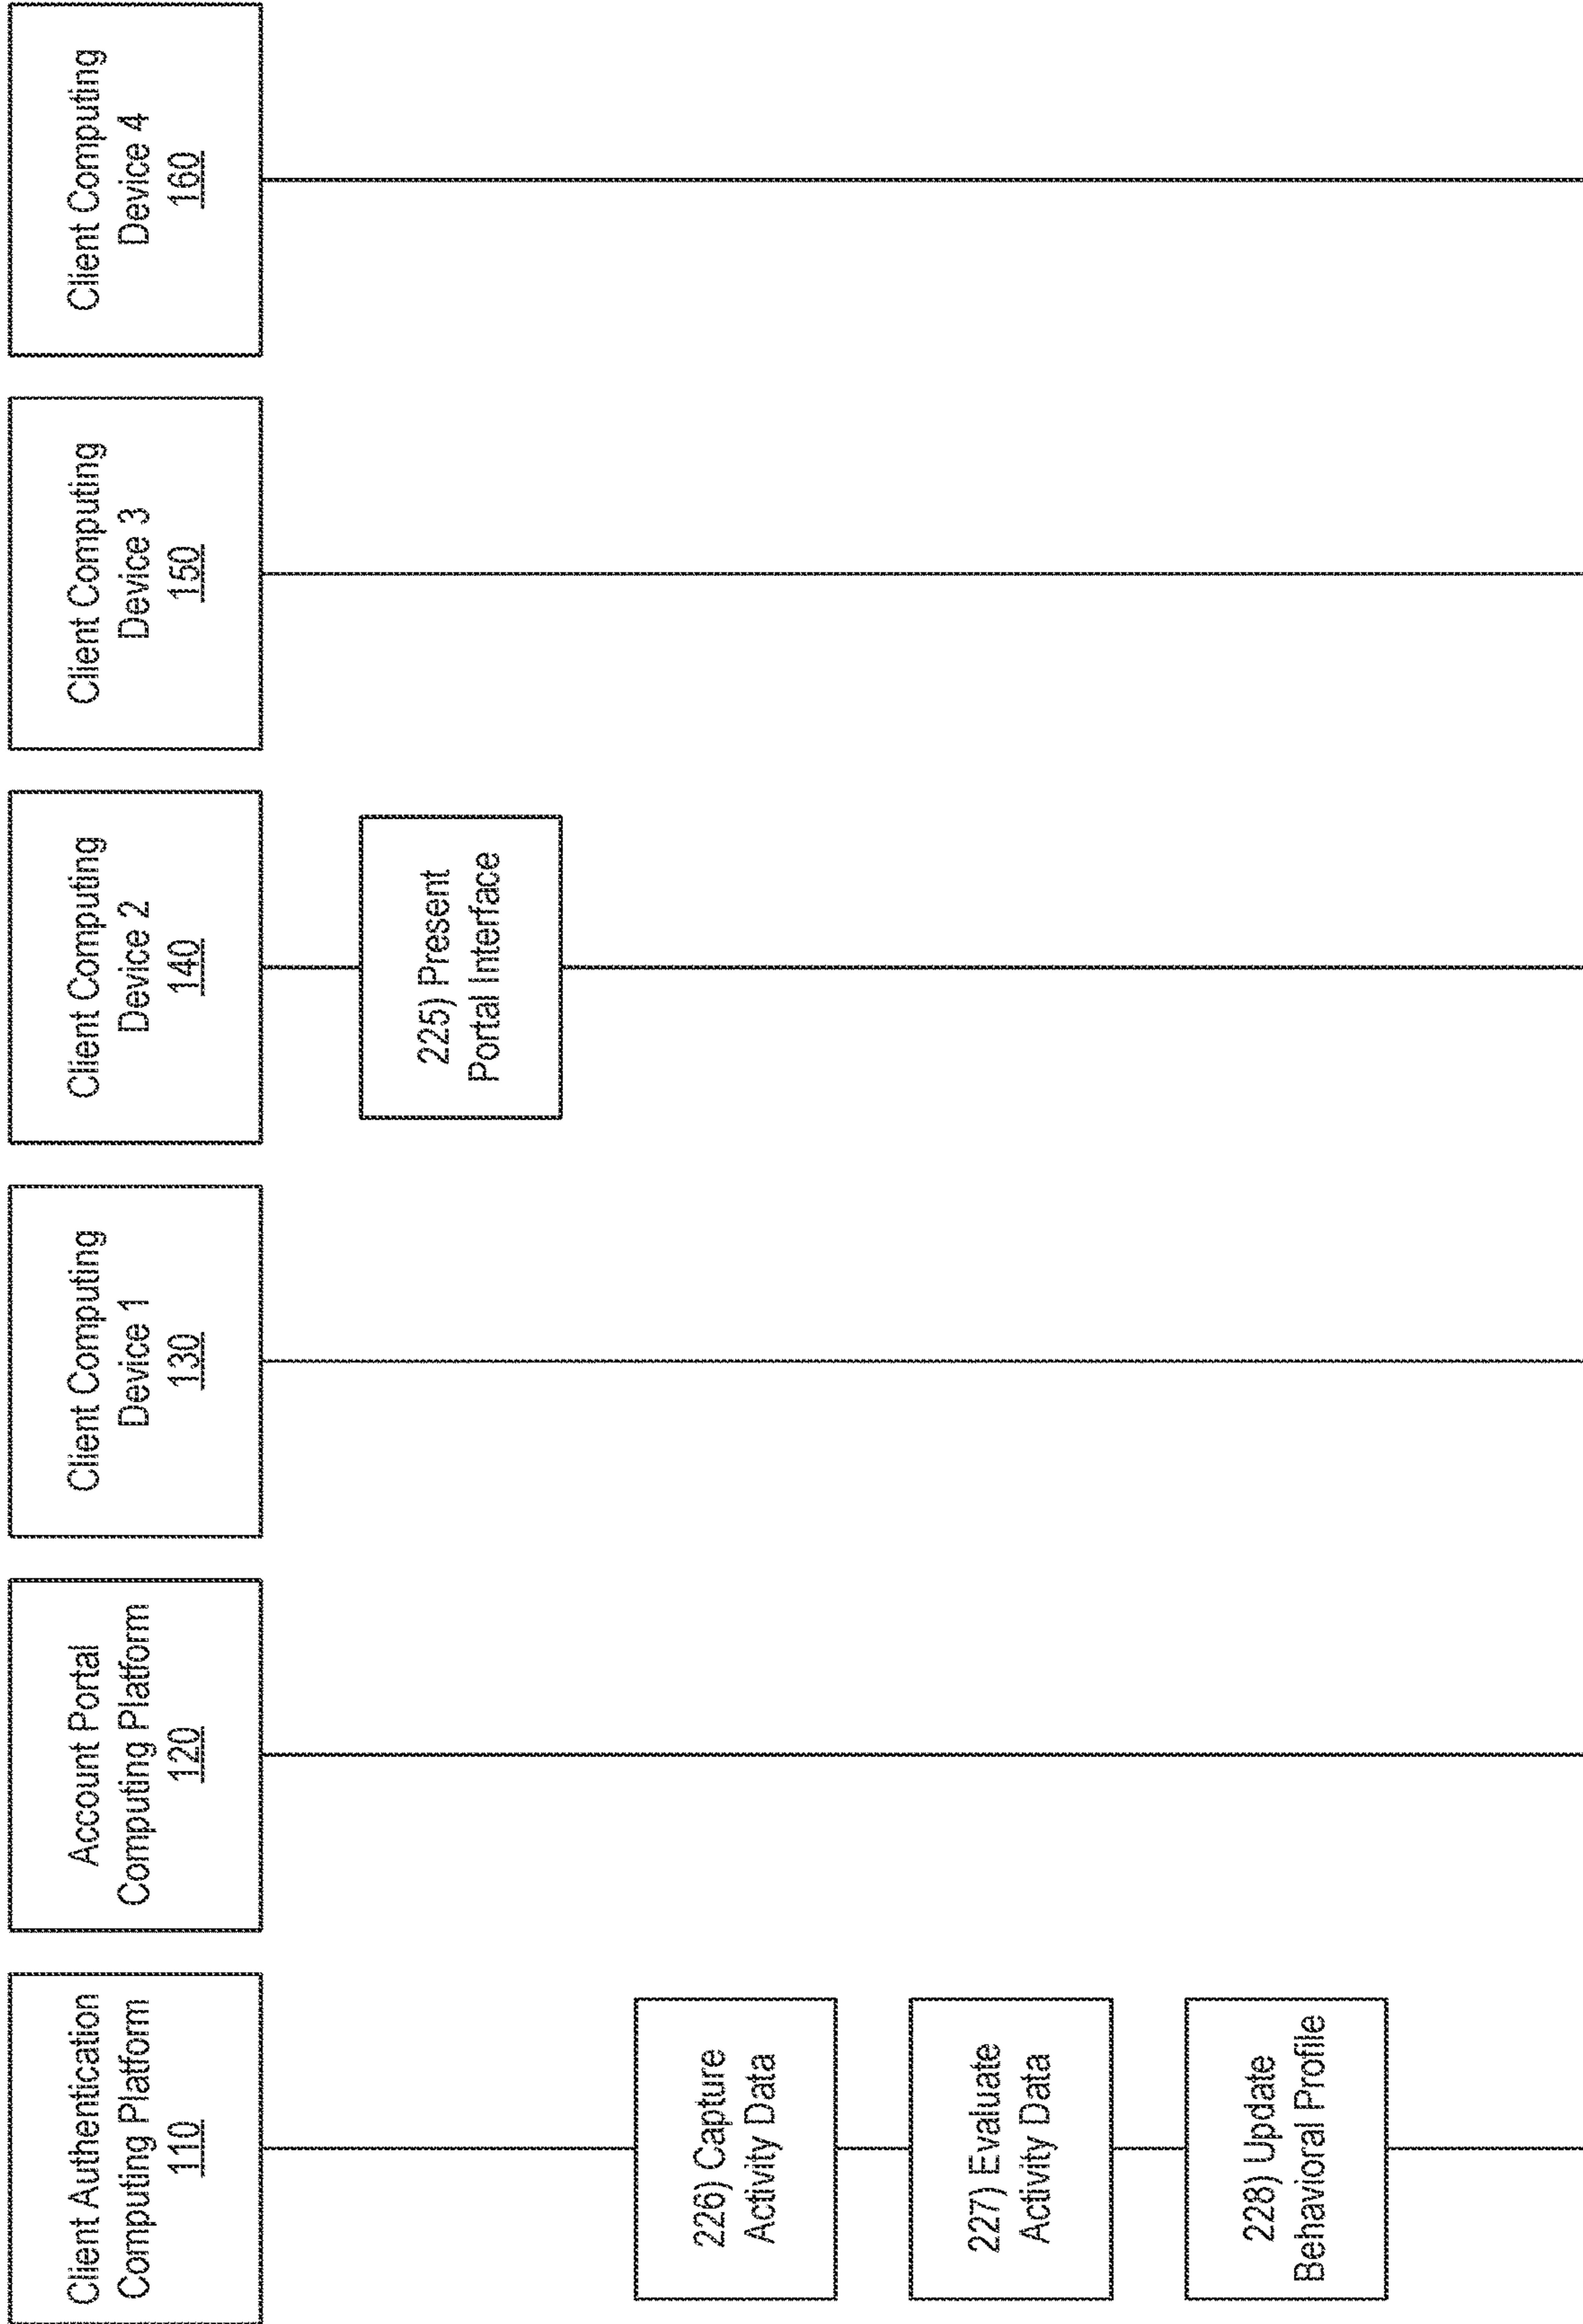 Client Authentication
Computing Platform
110
Account Portal
Computing Platform
120
Client Computing
Device 1
130
Client Computing
Device 2
140
Client Computing
Device 3
150
Client Computing
Device 4
160
225) Present
Portal Interface
226) Capture
Activity Data
227) Evaluate
Activity Data
228) Update
Behavioral Profile